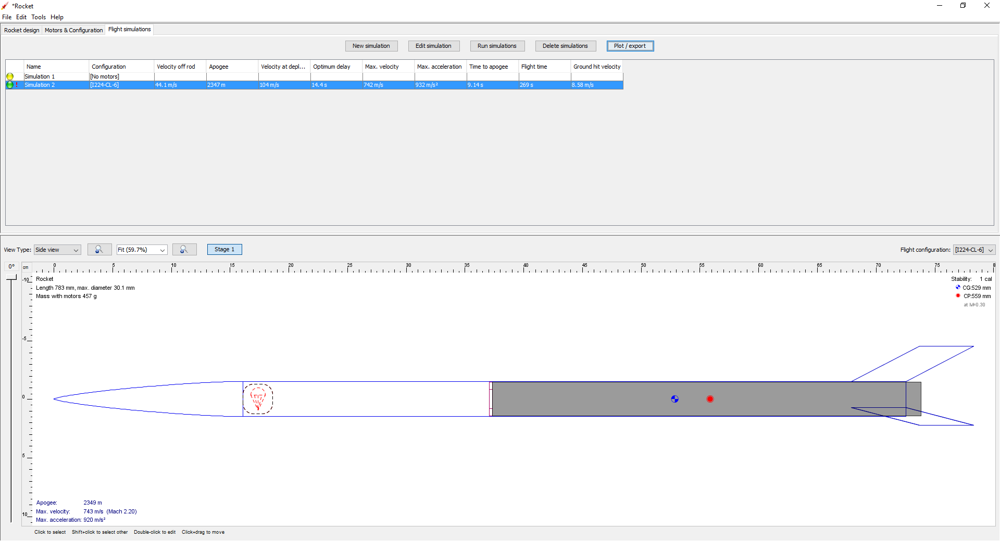 *Rocket
File Edit Tools Help
Rocket design Motors & Configuration Flight simulations
New simulation Edit simulation Run simulations Delete simulations Plot / export
Name Configuration Velocity off rod Apogee Velocity at depl... Optimum delay Max. velocity Max. acceleration Time to apogee Flight time Ground hit velocity
Simulation 1 [No motors]
! Simulation 2 [I224-CL-6] 44.1 m/s 2347 m 104 m/s 14.4 s 742 m/s 932 m/s² 9.14 s 269 s 8.58 m/s
View Type: Side view Fit (59.7%) Stage 1 Flight configuration: [I224-CL-6]
0° cm 0 5 10 15 20 25 30 35 40 45 50 55 60 65 70 75 8
-10
-5
0
5
10
Rocket
Length 783 mm, max. diameter 30.1 mm
Mass with motors 457 g
Stability: 1 cal
CG:529 mm
CP:559 mm
at M=0.30
Apogee: 2349 m
Max. velocity: 743 m/s (Mach 2.20)
Max. acceleration: 920 m/s²
Click to select Shift+click to select other Double-click to edit Click+drag to move